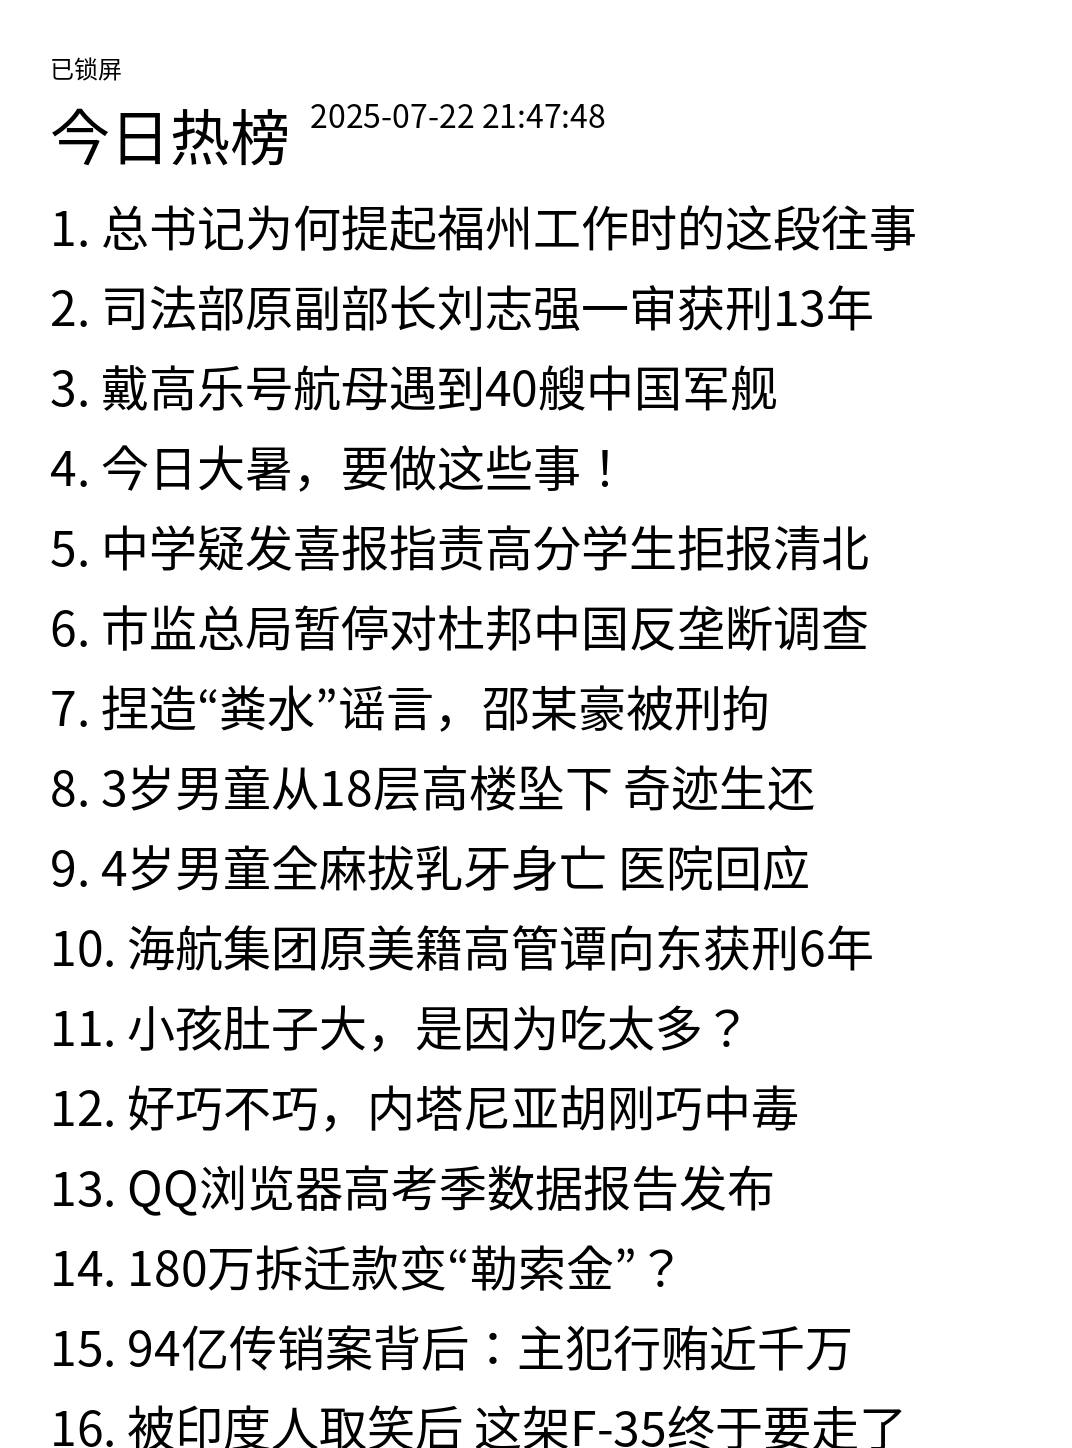 已锁屏
今日热榜 2025-07-22 21:47:48
1. 总书记为何提起福州工作时的这段往事
2. 司法部原副部长刘志强一审获刑13年
3. 戴高乐号航母遇到40艘中国军舰
4. 今日大暑，要做这些事！
5. 中学疑发喜报指责高分学生拒报清北
6. 市监总局暂停对杜邦中国反垄断调查
7. 捏造“粪水”谣言，邵某豪被刑拘
8. 3岁男童从18层高楼坠下 奇迹生还
9. 4岁男童全麻拔乳牙身亡 医院回应
10. 海航集团原美籍高管谭向东获刑6年
11. 小孩肚子大，是因为吃太多？
12. 好巧不巧，内塔尼亚胡刚巧中毒
13. QQ浏览器高考季数据报告发布
14. 180万拆迁款变“勒索金”？
15. 94亿传销案背后：主犯行贿近千万
16. 被印度人取笑后 这架F-35终于要走了